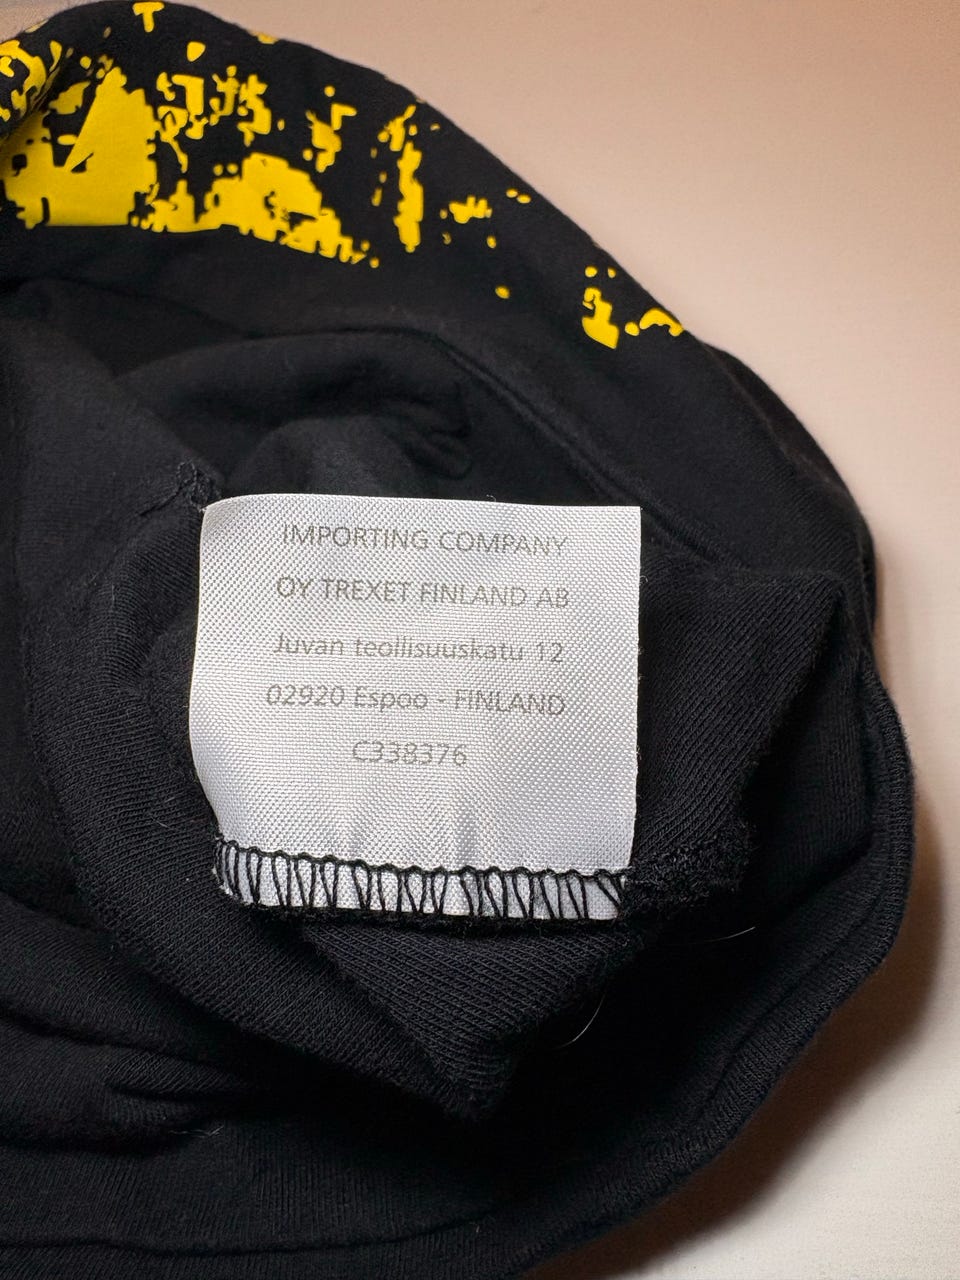 IMPORTING COMPANY
OY TREXET FINLAND AB
Juvan teollisuuskatu 12
02920 Espoo - FINLAND
C338376